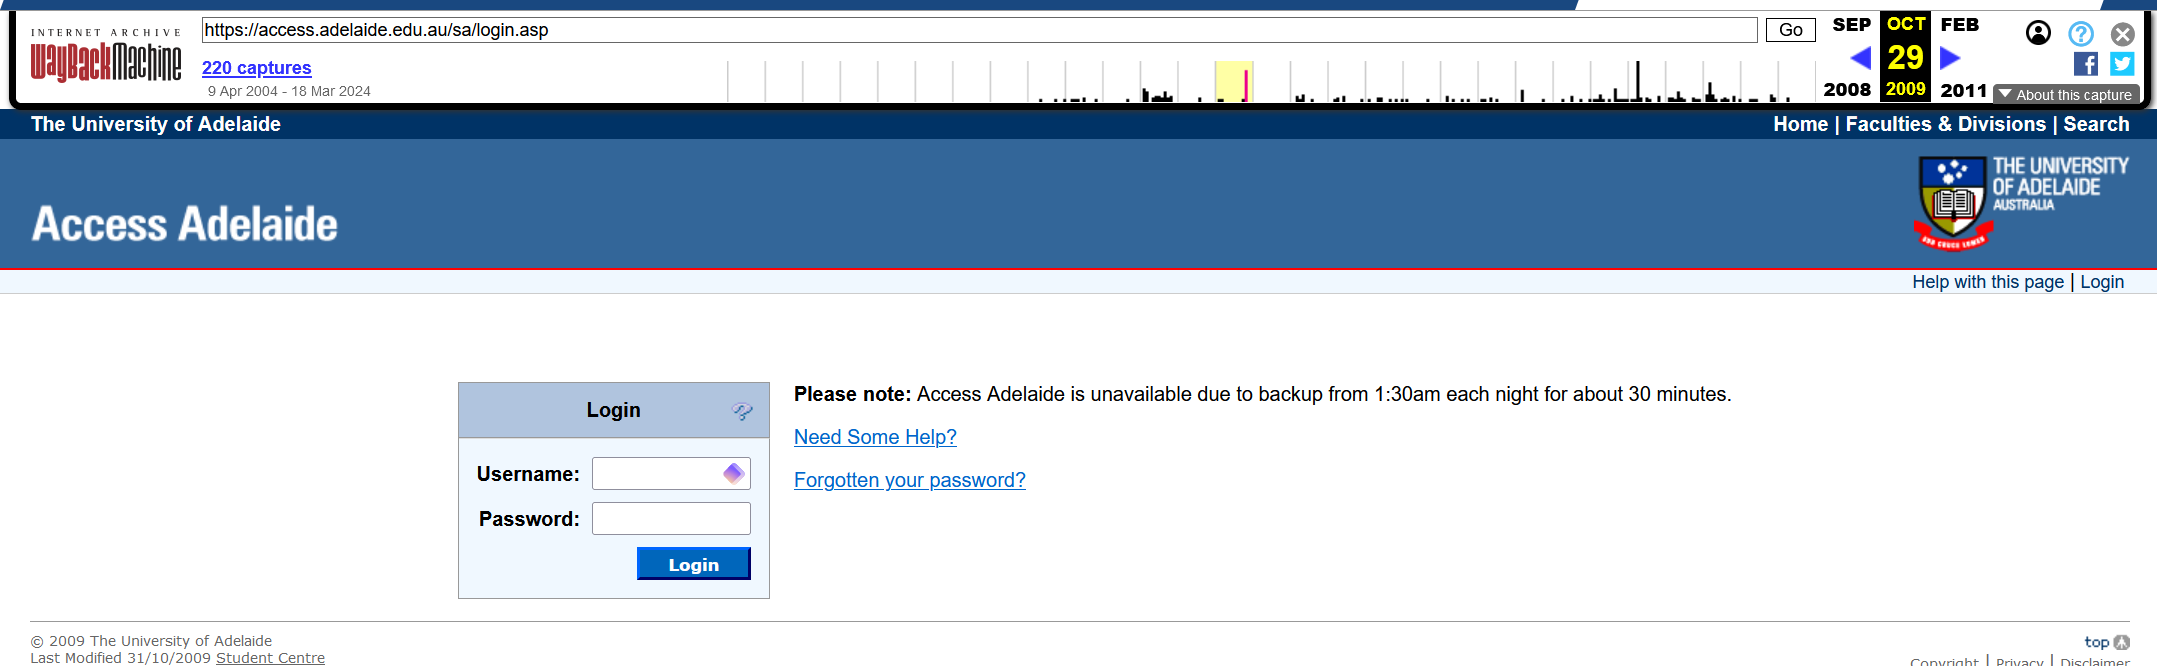 INTERNET ARCHIVE
WayBackMachine
https://access.adelaide.edu.au/sa/login.asp
Go
220 captures
9 Apr 2004 - 18 Mar 2024
SEP OCT FEB
29
2008 2009 2011
About this capture
The University of Adelaide
Home | Faculties & Divisions | Search
Access Adelaide
THE UNIVERSITY
OF ADELAIDE
AUSTRALIA
SUB CRUCE LUMEN
Help with this page | Login
Login
Username:
Password:
Login
Please note: Access Adelaide is unavailable due to backup from 1:30am each night for about 30 minutes.
Need Some Help?
Forgotten your password?
© 2009 The University of Adelaide
Last Modified 31/10/2009 Student Centre
top
Copyright | Privacy | Disclaimer